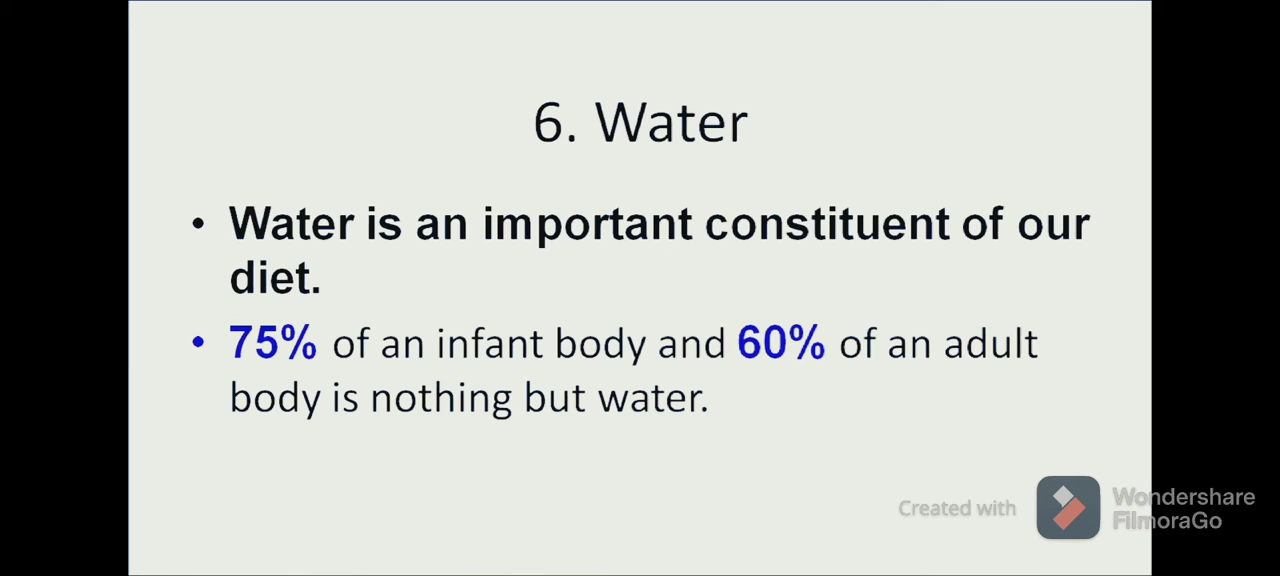 6. Water
• Water is an important constituent of our
diet.
• 75% of an infant body and 60% of an adult
body is nothing but water.
Created with
Wondershare
FilmoraGo